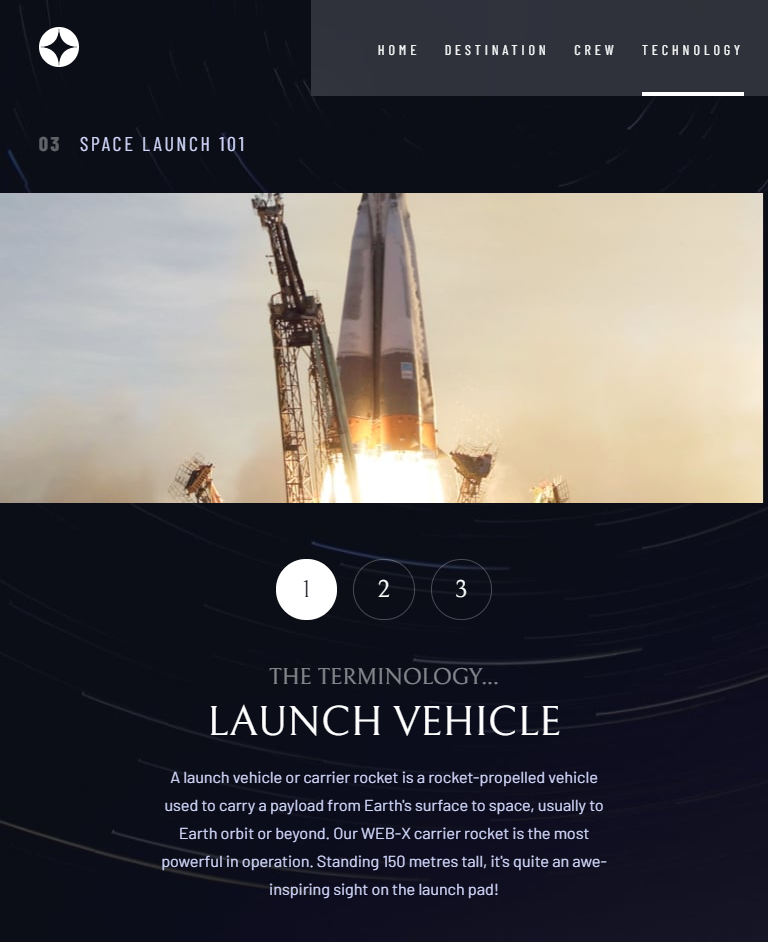 HOME DESTINATION CREW TECHNOLOGY
03 SPACE LAUNCH 101
1 2 3
THE TERMINOLOGY...
LAUNCH VEHICLE
A launch vehicle or carrier rocket is a rocket-propelled vehicle
used to carry a payload from Earth's surface to space, usually to
Earth orbit or beyond. Our WEB-X carrier rocket is the most
powerful in operation. Standing 150 metres tall, it's quite an awe-
inspiring sight on the launch pad!